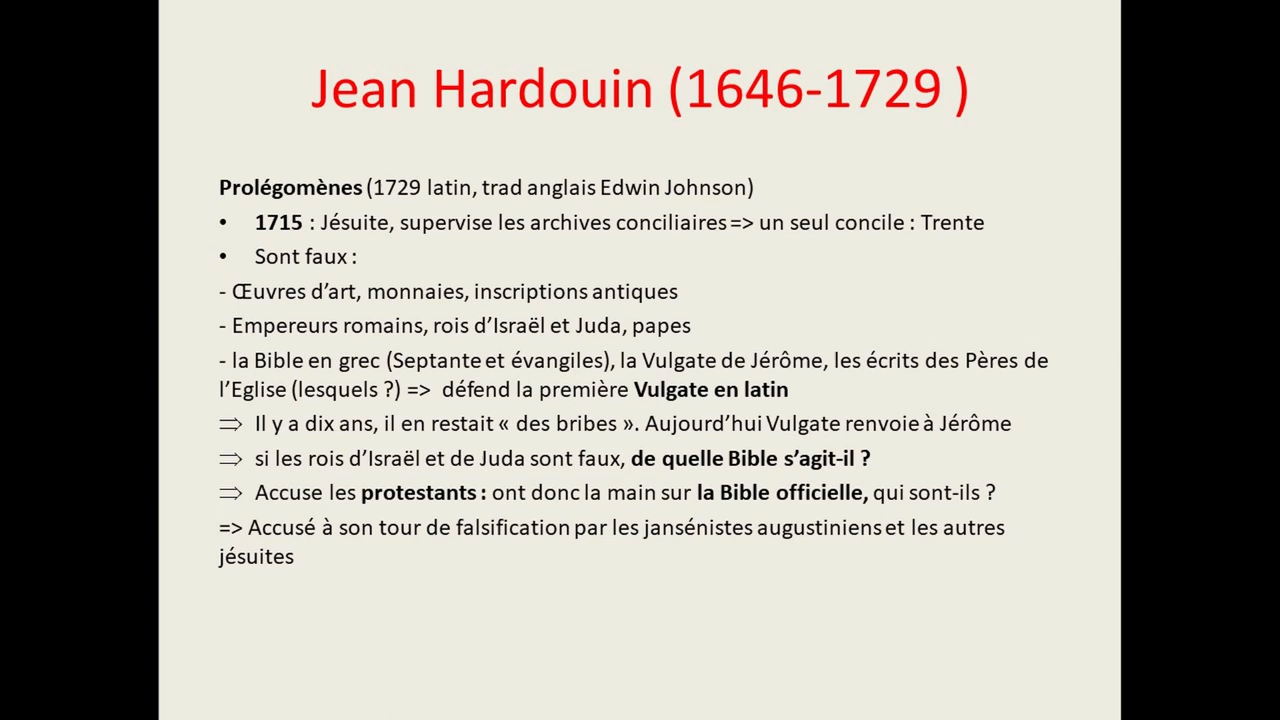 Jean Hardouin (1646-1729 )
Prolégomènes (1729 latin, trad anglais Edwin Johnson)
• 1715 : Jésuite, supervise les archives conciliaires => un seul concile : Trente
• Sont faux :
- Œuvres d’art, monnaies, inscriptions antiques
- Empereurs romains, rois d’Israël et Juda, papes
- la Bible en grec (Septante et évangiles), la Vulgate de Jérôme, les écrits des Pères de
l’Eglise (lesquels ?) => défend la première Vulgate en latin
⇒ Il y a dix ans, il en restait « des bribes ». Aujourd’hui Vulgate renvoie à Jérôme
⇒ si les rois d’Israël et de Juda sont faux, de quelle Bible s’agit-il ?
⇒ Accuse les protestants : ont donc la main sur la Bible officielle, qui sont-ils ?
=> Accusé à son tour de falsification par les jansénistes augustiniens et les autres
jésuites